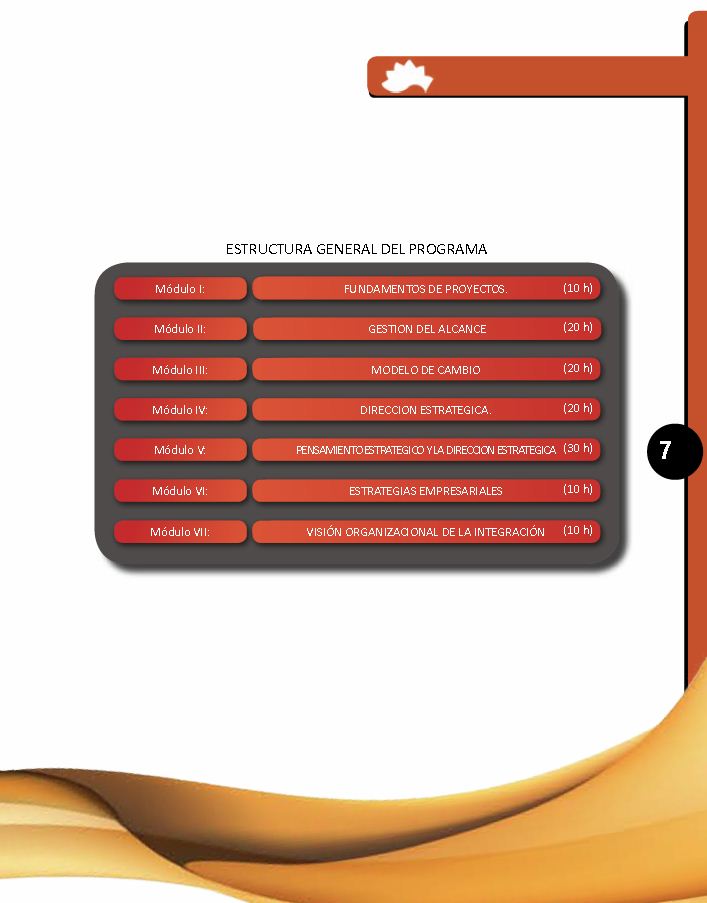 ESTRUCTURA GENERAL DEL PROGRAMA
Módulo I: FUNDAMENTOS DE PROYECTOS. (10 h)
Módulo II: GESTION DEL ALCANCE (20 h)
Módulo III: MODELO DE CAMBIO (20 h)
Módulo IV: DIRECCION ESTRATEGICA. (20 h)
Módulo V: PENSAMIENTO ESTRATEGICO Y LA DIRECCION ESTRATEGICA (30 h)
7
Módulo VI: ESTRATEGIAS EMPRESARIALES (10 h)
Módulo VII: VISIÓN ORGANIZACIONAL DE LA INTEGRACIÓN (10 h)